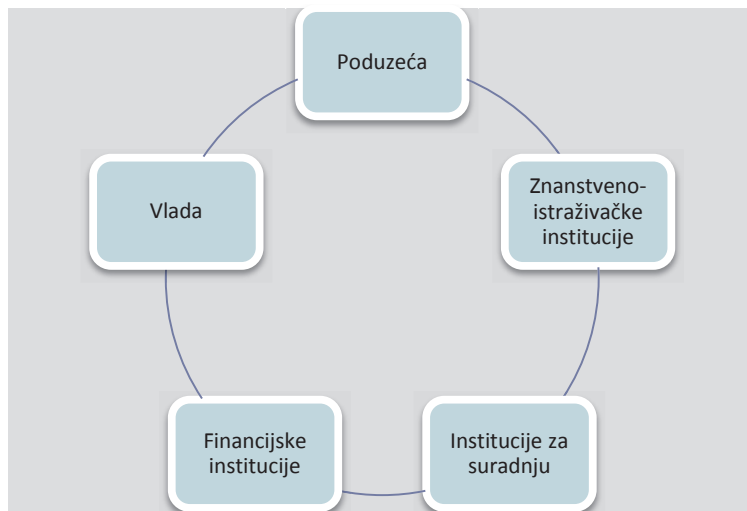 Poduzeća
Znanstveno-
istraživačke
institucije
Institucije za
suradnju
Financijske
institucije
Vlada